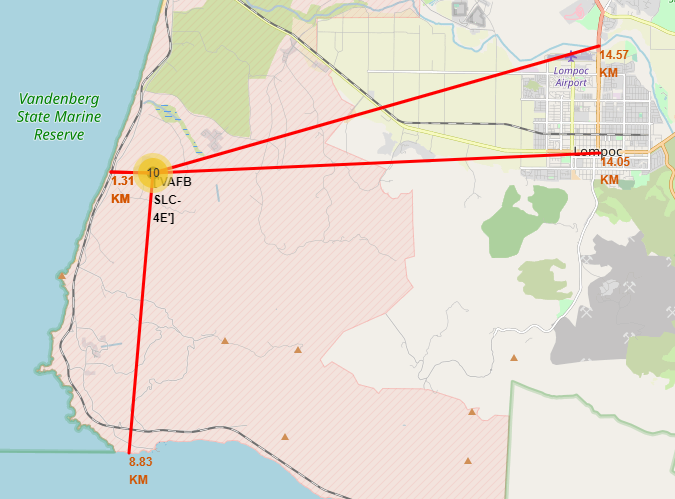 14.57
KM
Lompoc
Airport
Vandenberg
State Marine
Reserve
Lompoc
14.05
KM
10
1.31
KM
['VAFB
SLC-
4E']
8.83
KM